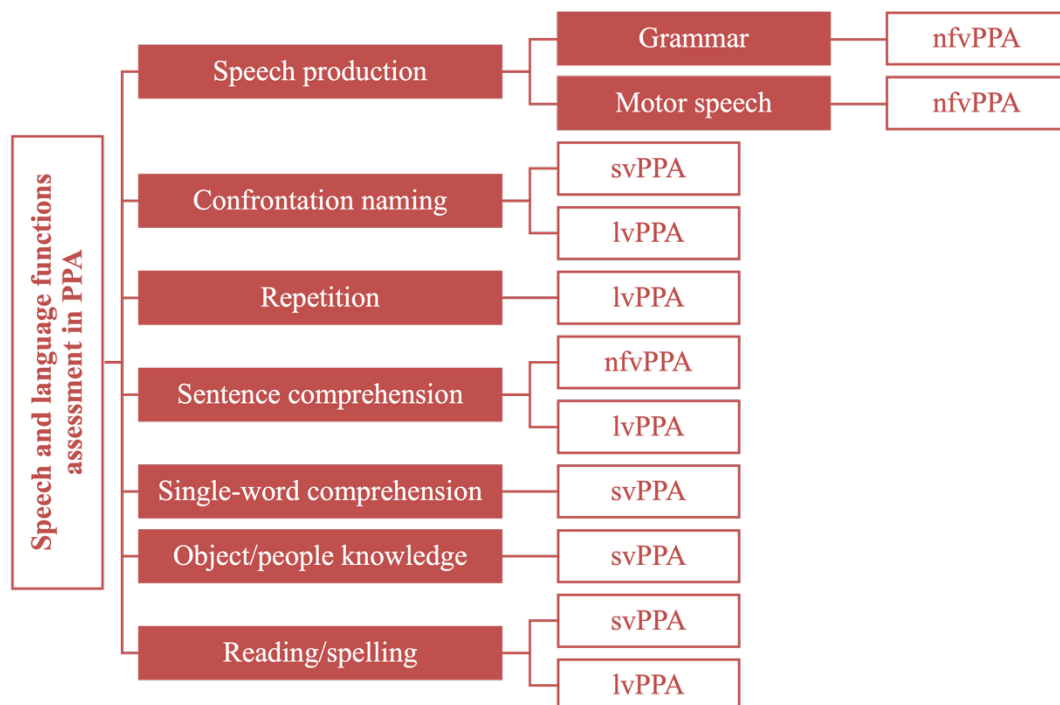 Speech and language functions
assessment in PPA
Speech production
Grammar
nfvPPA
Motor speech
nfvPPA
Confrontation naming
svPPA
lvPPA
Repetition
lvPPA
Sentence comprehension
nfvPPA
lvPPA
Single-word comprehension
svPPA
Object/people knowledge
svPPA
Reading/spelling
svPPA
lvPPA